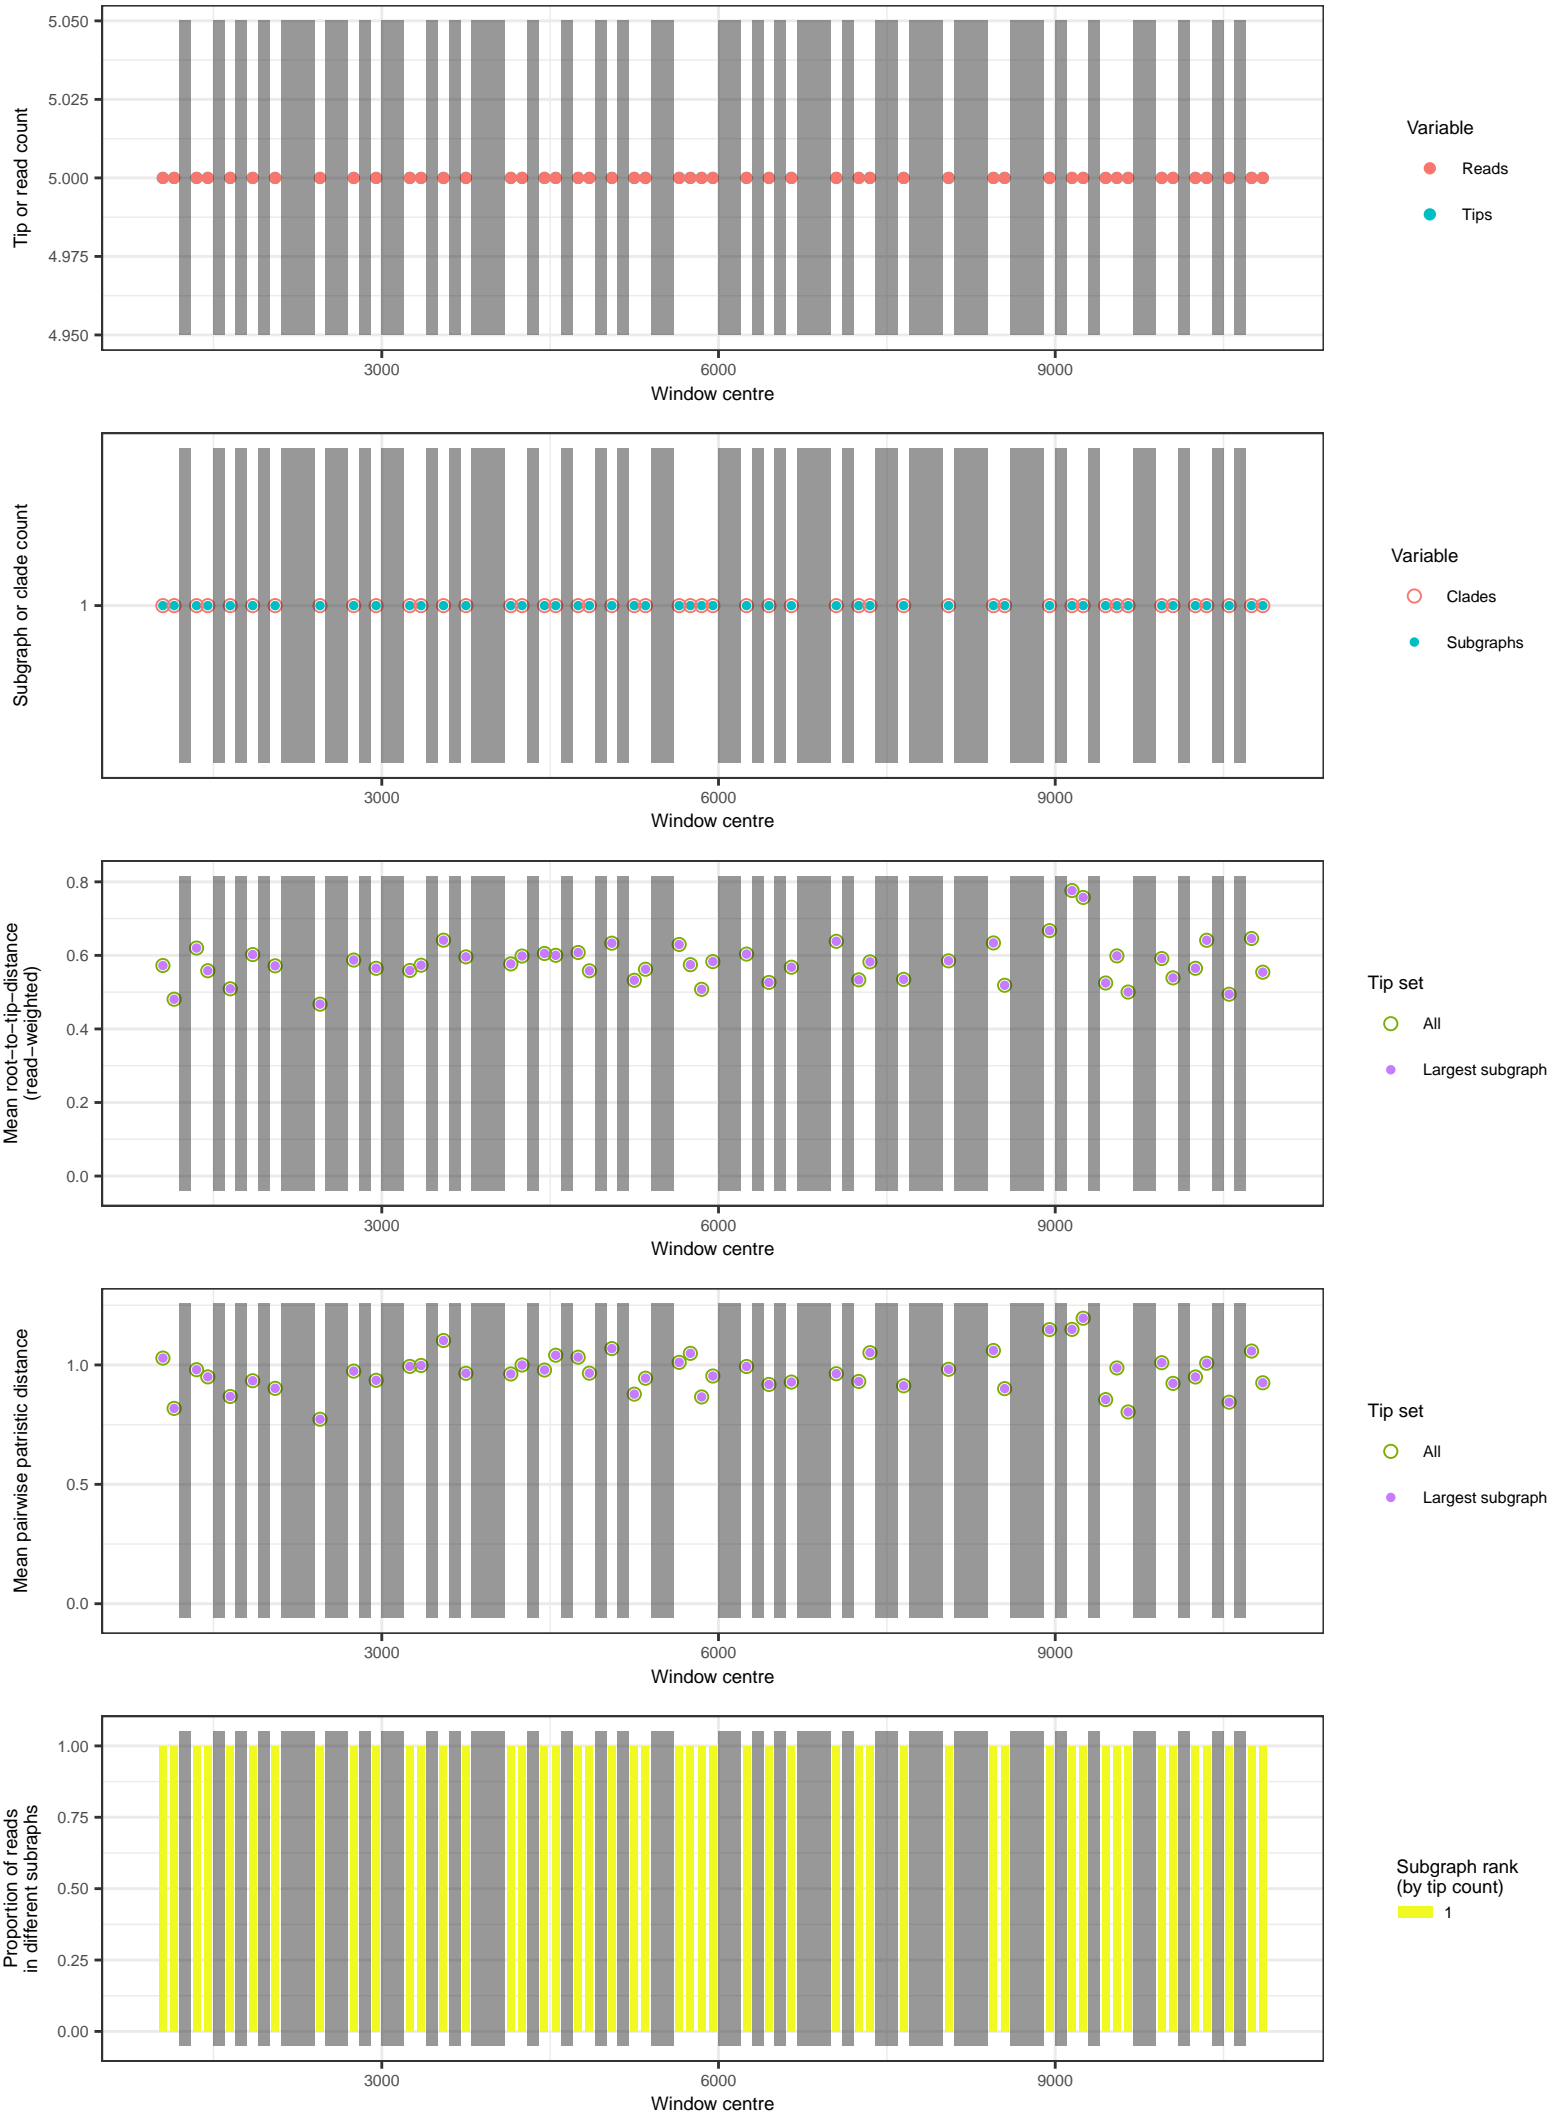 5.050
5.025
5.000
4.975
4.950
Tip or read count
3000
6000
9000
Window centre
Variable
Reads
Tips
1
Subgraph or clade count
3000
6000
9000
Window centre
Variable
Clades
Subgraphs
0.8
0.6
0.4
0.2
0.0
Mean root−to−tip−distance
(read−weighted)
3000
6000
9000
Window centre
Tip set
All
Largest subgraph
1.0
0.5
0.0
Mean pairwise patristic distance
3000
6000
9000
Window centre
Tip set
All
Largest subgraph
1.00
0.75
0.50
0.25
0.00
Proportion of reads
in different subraphs
3000
6000
9000
Window centre
Subgraph rank
(by tip count)
1